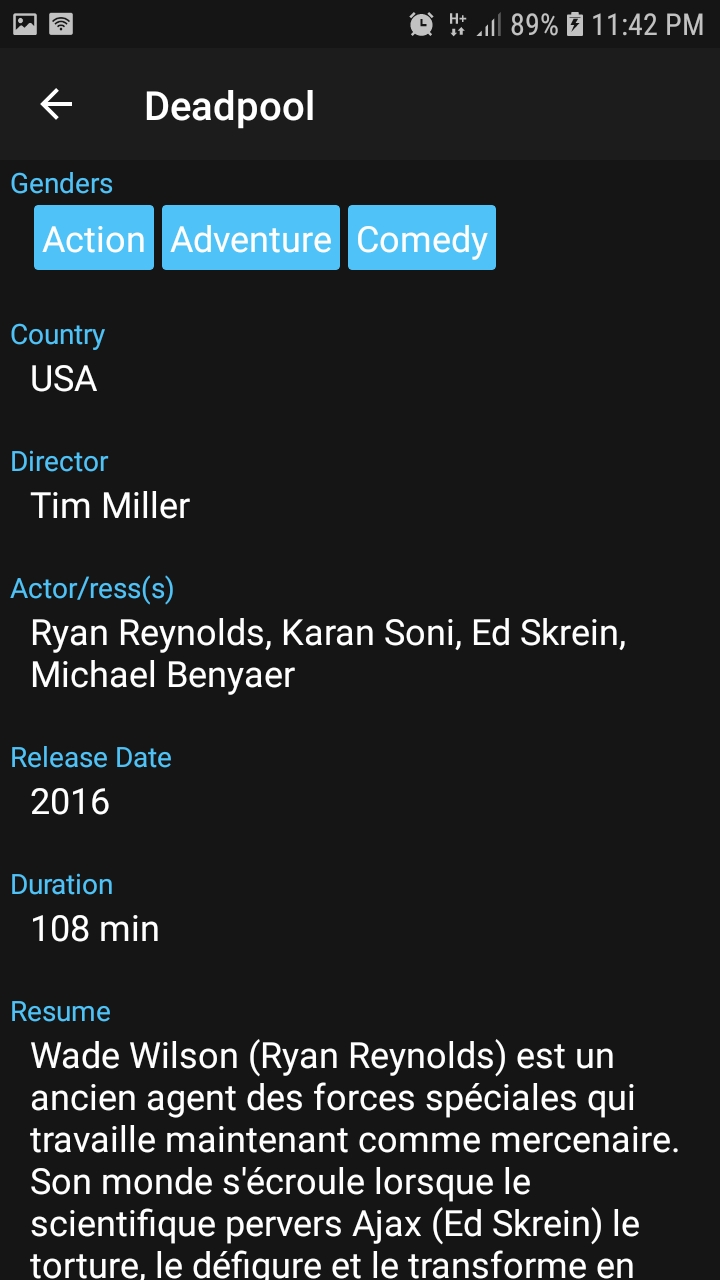 H+ 89% 11:42 PM
Deadpool
Genders
Action Adventure Comedy
Country
USA
Director
Tim Miller
Actor/ress(s)
Ryan Reynolds, Karan Soni, Ed Skrein,
Michael Benyaer
Release Date
2016
Duration
108 min
Resume
Wade Wilson (Ryan Reynolds) est un
ancien agent des forces spéciales qui
travaille maintenant comme mercenaire.
Son monde s'écroule lorsque le
scientifique pervers Ajax (Ed Skrein) le
torture, le défigure et le transforme en